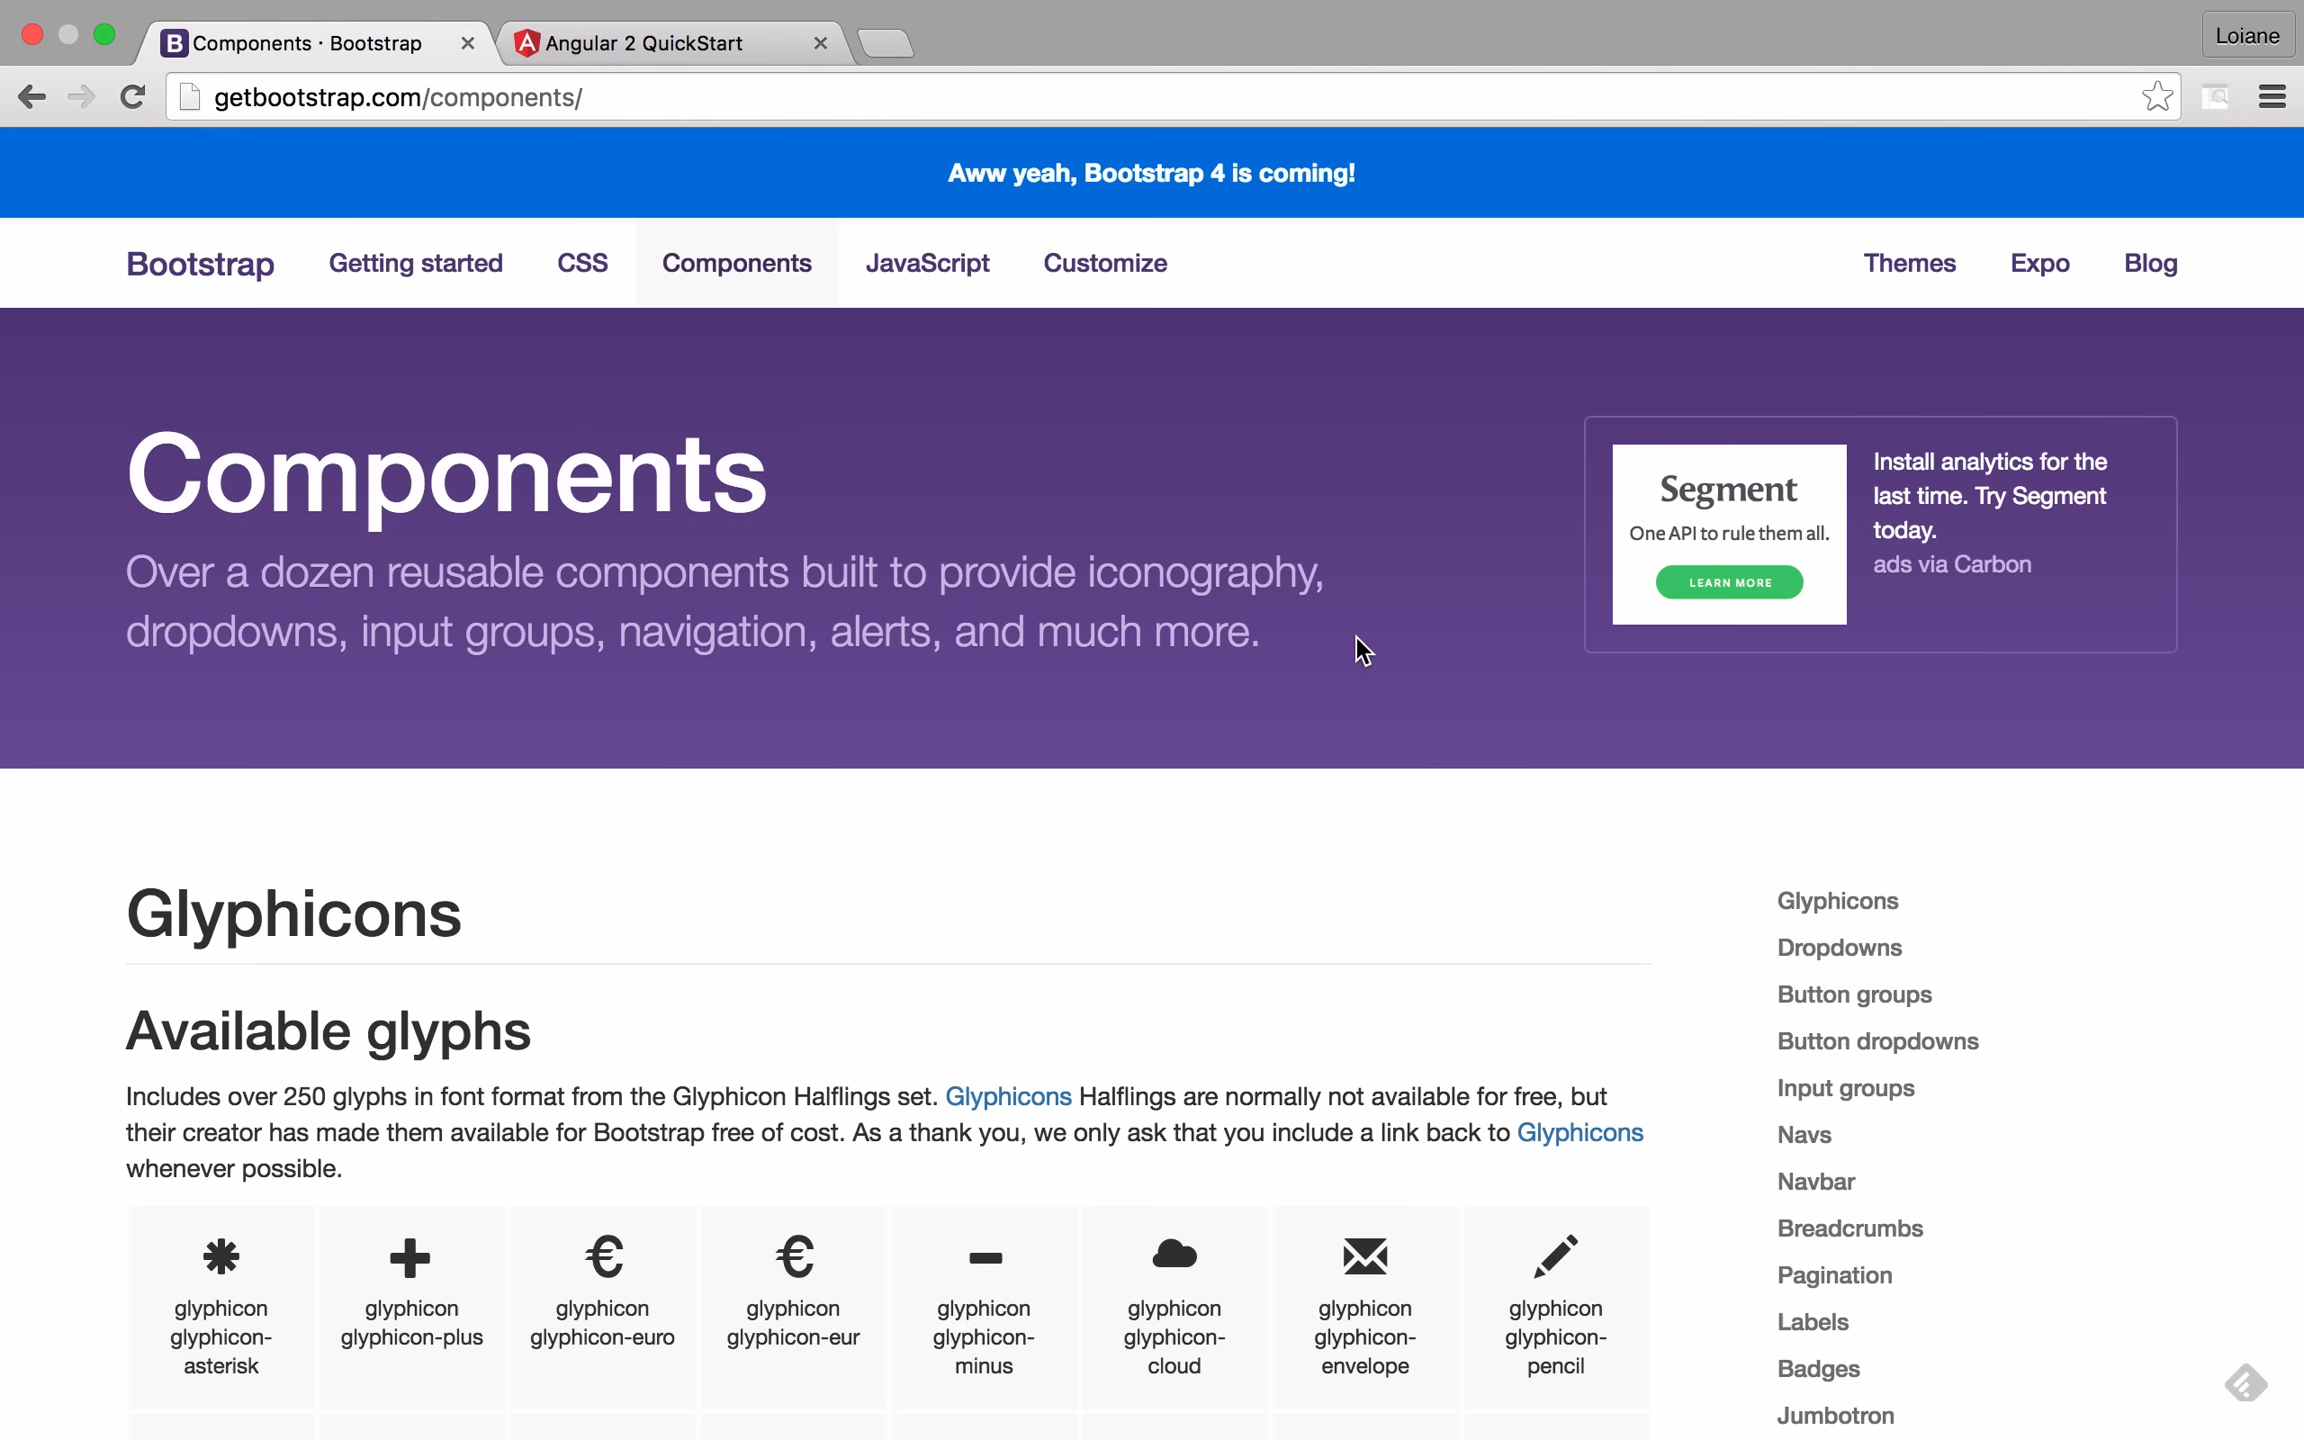 Components · Bootstrap
Angular 2 QuickStart
Loiane
getbootstrap.com/components/
Aww yeah, Bootstrap 4 is coming!
Bootstrap Getting started CSS Components JavaScript Customize Themes Expo Blog
Components
Over a dozen reusable components built to provide iconography,
dropdowns, input groups, navigation, alerts, and much more.
Segment
One API to rule them all.
LEARN MORE
Install analytics for the
last time. Try Segment
today.
ads via Carbon
Glyphicons
Available glyphs
Includes over 250 glyphs in font format from the Glyphicon Halflings set. Glyphicons Halflings are normally not available for free, but
their creator has made them available for Bootstrap free of cost. As a thank you, we only ask that you include a link back to Glyphicons
whenever possible.
glyphicon
glyphicon-
asterisk
glyphicon
glyphicon-plus
glyphicon
glyphicon-euro
glyphicon
glyphicon-eur
glyphicon
glyphicon-
minus
glyphicon
glyphicon-
cloud
glyphicon
glyphicon-
envelope
glyphicon
glyphicon-
pencil
Glyphicons
Dropdowns
Button groups
Button dropdowns
Input groups
Navs
Navbar
Breadcrumbs
Pagination
Labels
Badges
Jumbotron